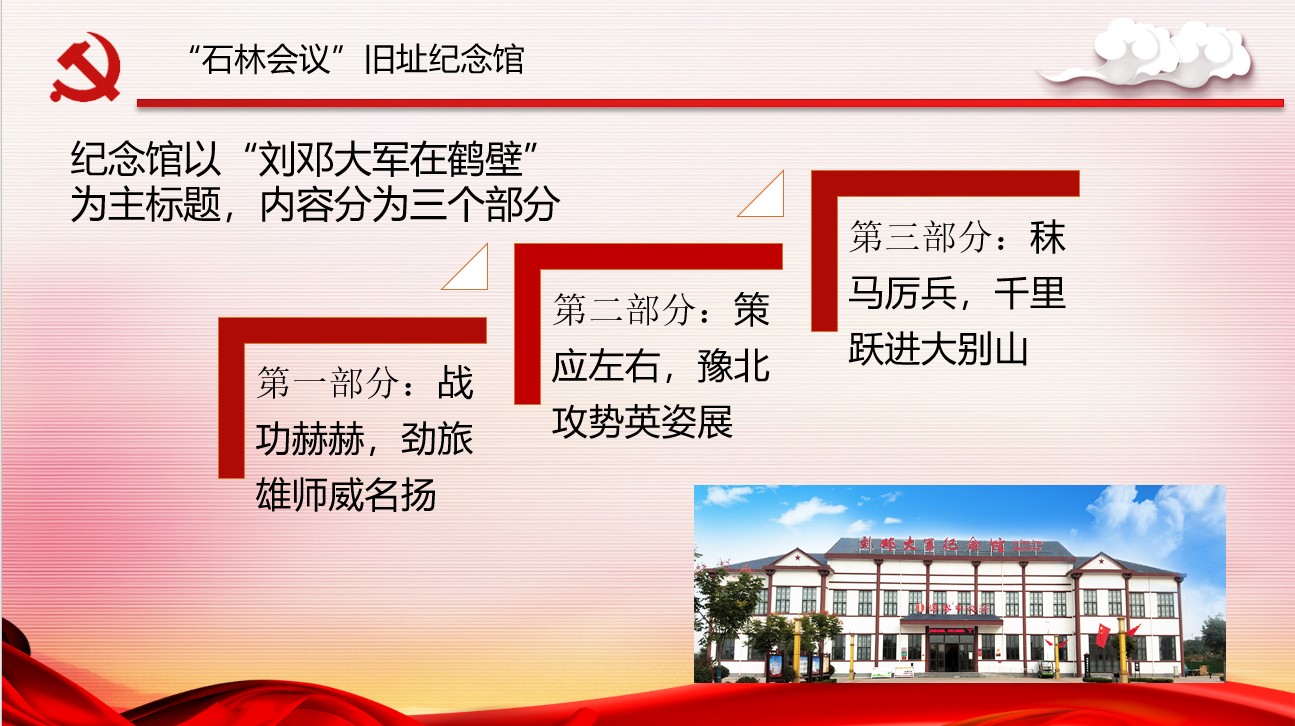 “石林会议”旧址纪念馆
纪念馆以“刘邓大军在鹤壁”
为主标题，内容分为三个部分
第一部分：战
功赫赫，劲旅
雄师威名扬
第二部分：策
应左右，豫北
攻势英姿展
第三部分：秣
马厉兵，千里
跃进大别山
刘邓大军纪念馆